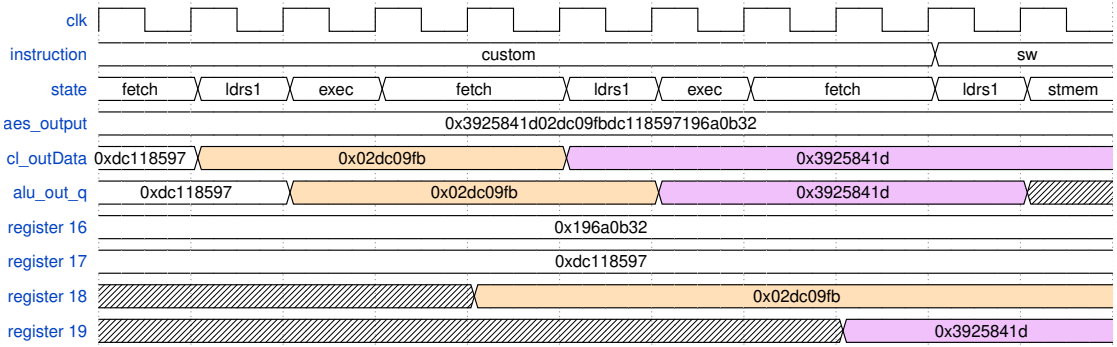 clk
instruction custom sw
state fetch ldrs1 exec fetch ldrs1 exec fetch ldrs1 stmem
aes_output 0x3925841d02dc09fbdc118597196a0b32
cl_outData 0xdc118597 0x02dc09fb 0x3925841d
alu_out_q 0xdc118597 0x02dc09fb 0x3925841d
register 16 0x196a0b32
register 17 0xdc118597
register 18 0x02dc09fb
register 19 0x3925841d